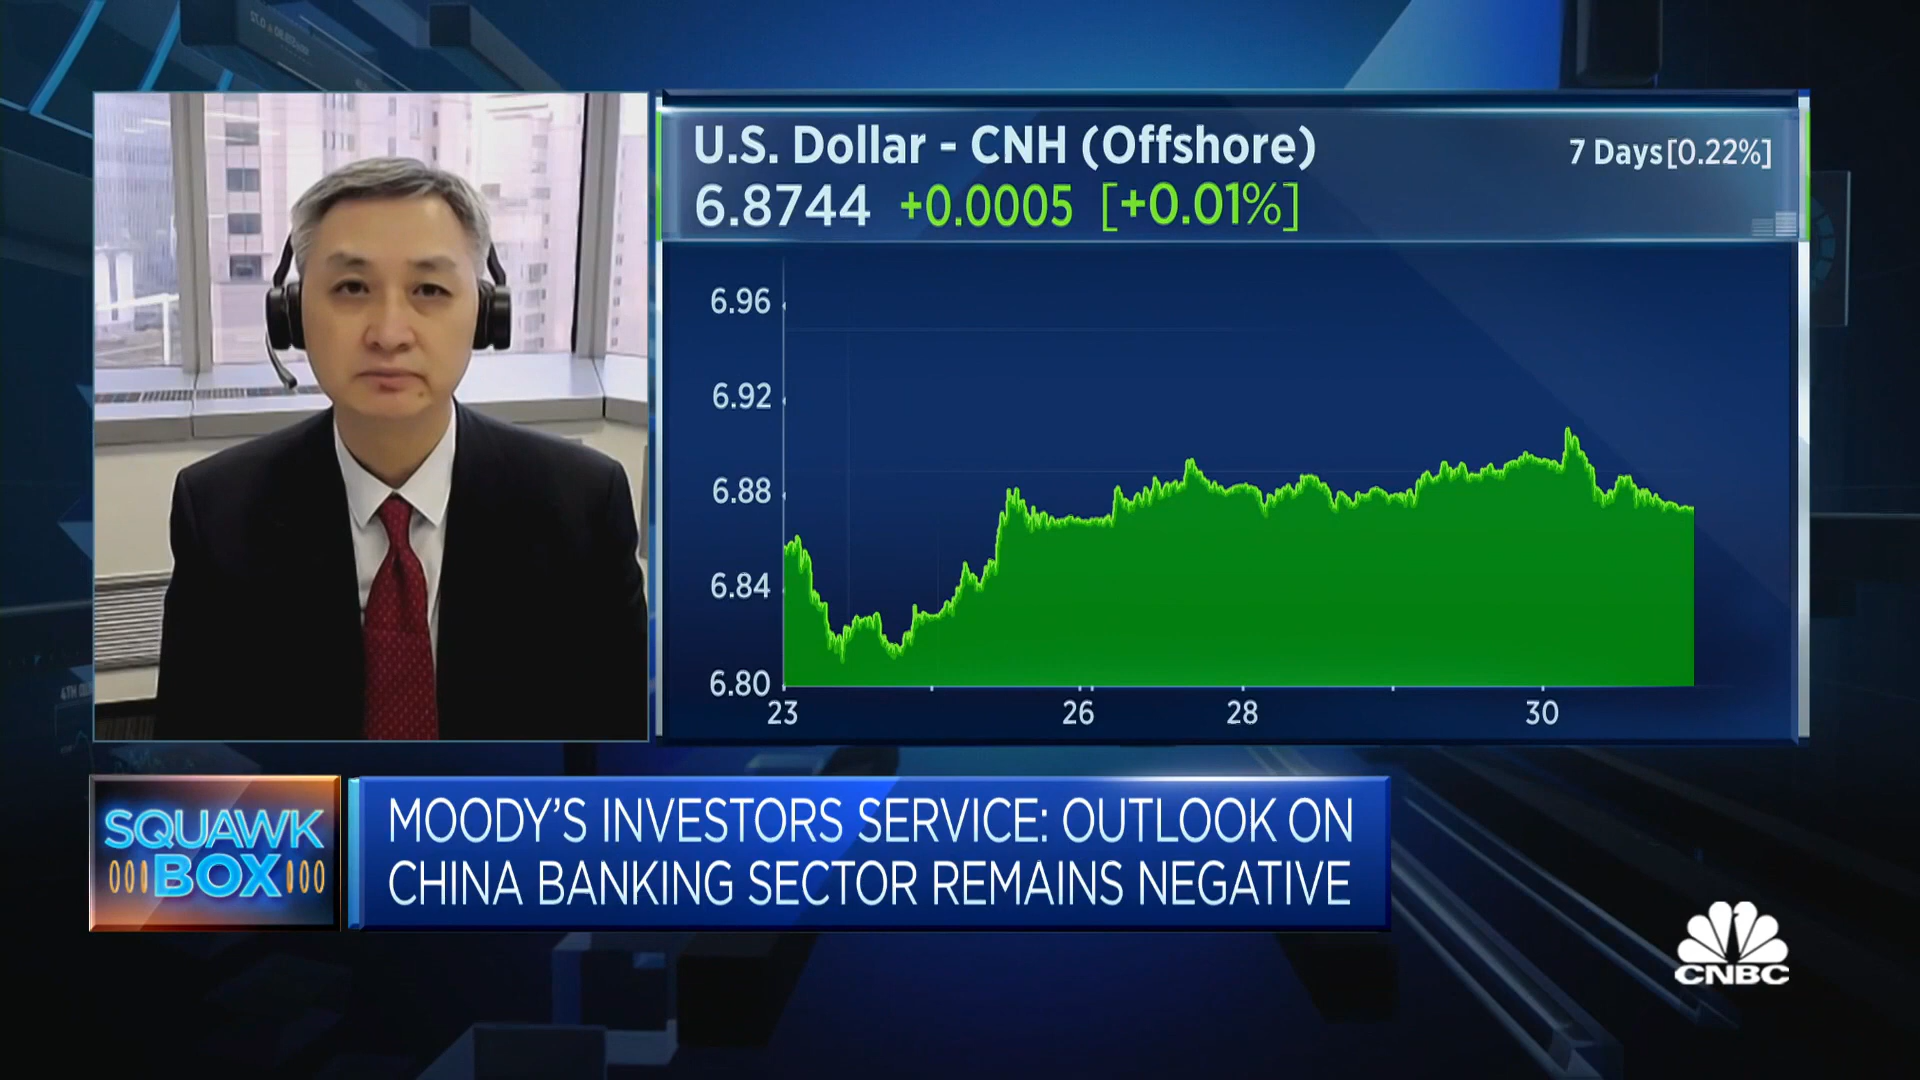 U.S. Dollar - CNH (Offshore)
7 Days [0.22%]
6.8744 +0.0005 [+0.01%]
6.96
6.92
6.88
6.84
6.80
23 26 28 30
SQUAWK
BOX
MOODY'S INVESTORS SERVICE: OUTLOOK ON
CHINA BANKING SECTOR REMAINS NEGATIVE
CNBC